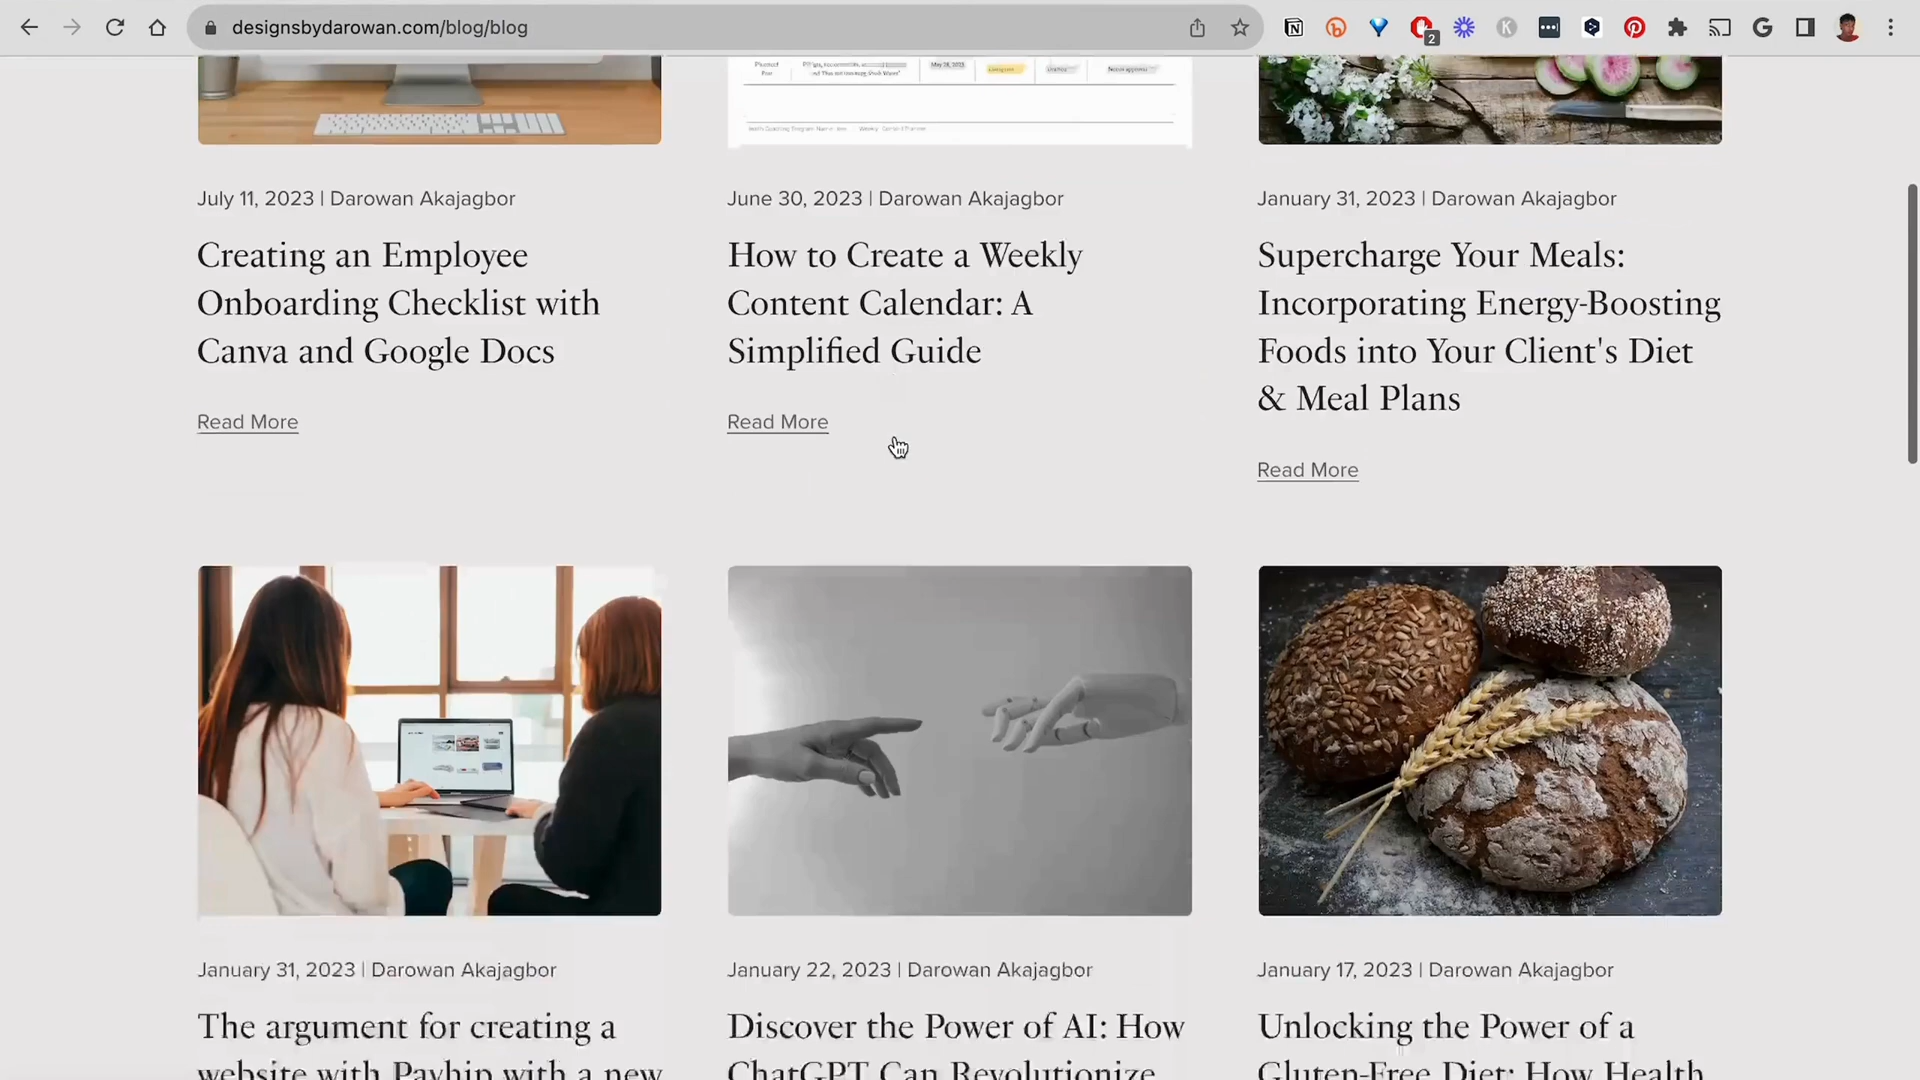 designsbydarowan.com/blog/blog
2
July 11, 2023 | Darowan Akajagbor
Creating an Employee
Onboarding Checklist with
Canva and Google Docs
Read More
June 30, 2023 | Darowan Akajagbor
How to Create a Weekly
Content Calendar: A
Simplified Guide
Read More
January 31, 2023 | Darowan Akajagbor
Supercharge Your Meals:
Incorporating Energy-Boosting
Foods into Your Client's Diet
& Meal Plans
Read More
January 31, 2023 | Darowan Akajagbor
The argument for creating a
website with Payhip with a new
January 22, 2023 | Darowan Akajagbor
Discover the Power of AI: How
ChatGPT Can Revolutionize
January 17, 2023 | Darowan Akajagbor
Unlocking the Power of a
Gluten-Free Diet: How Health